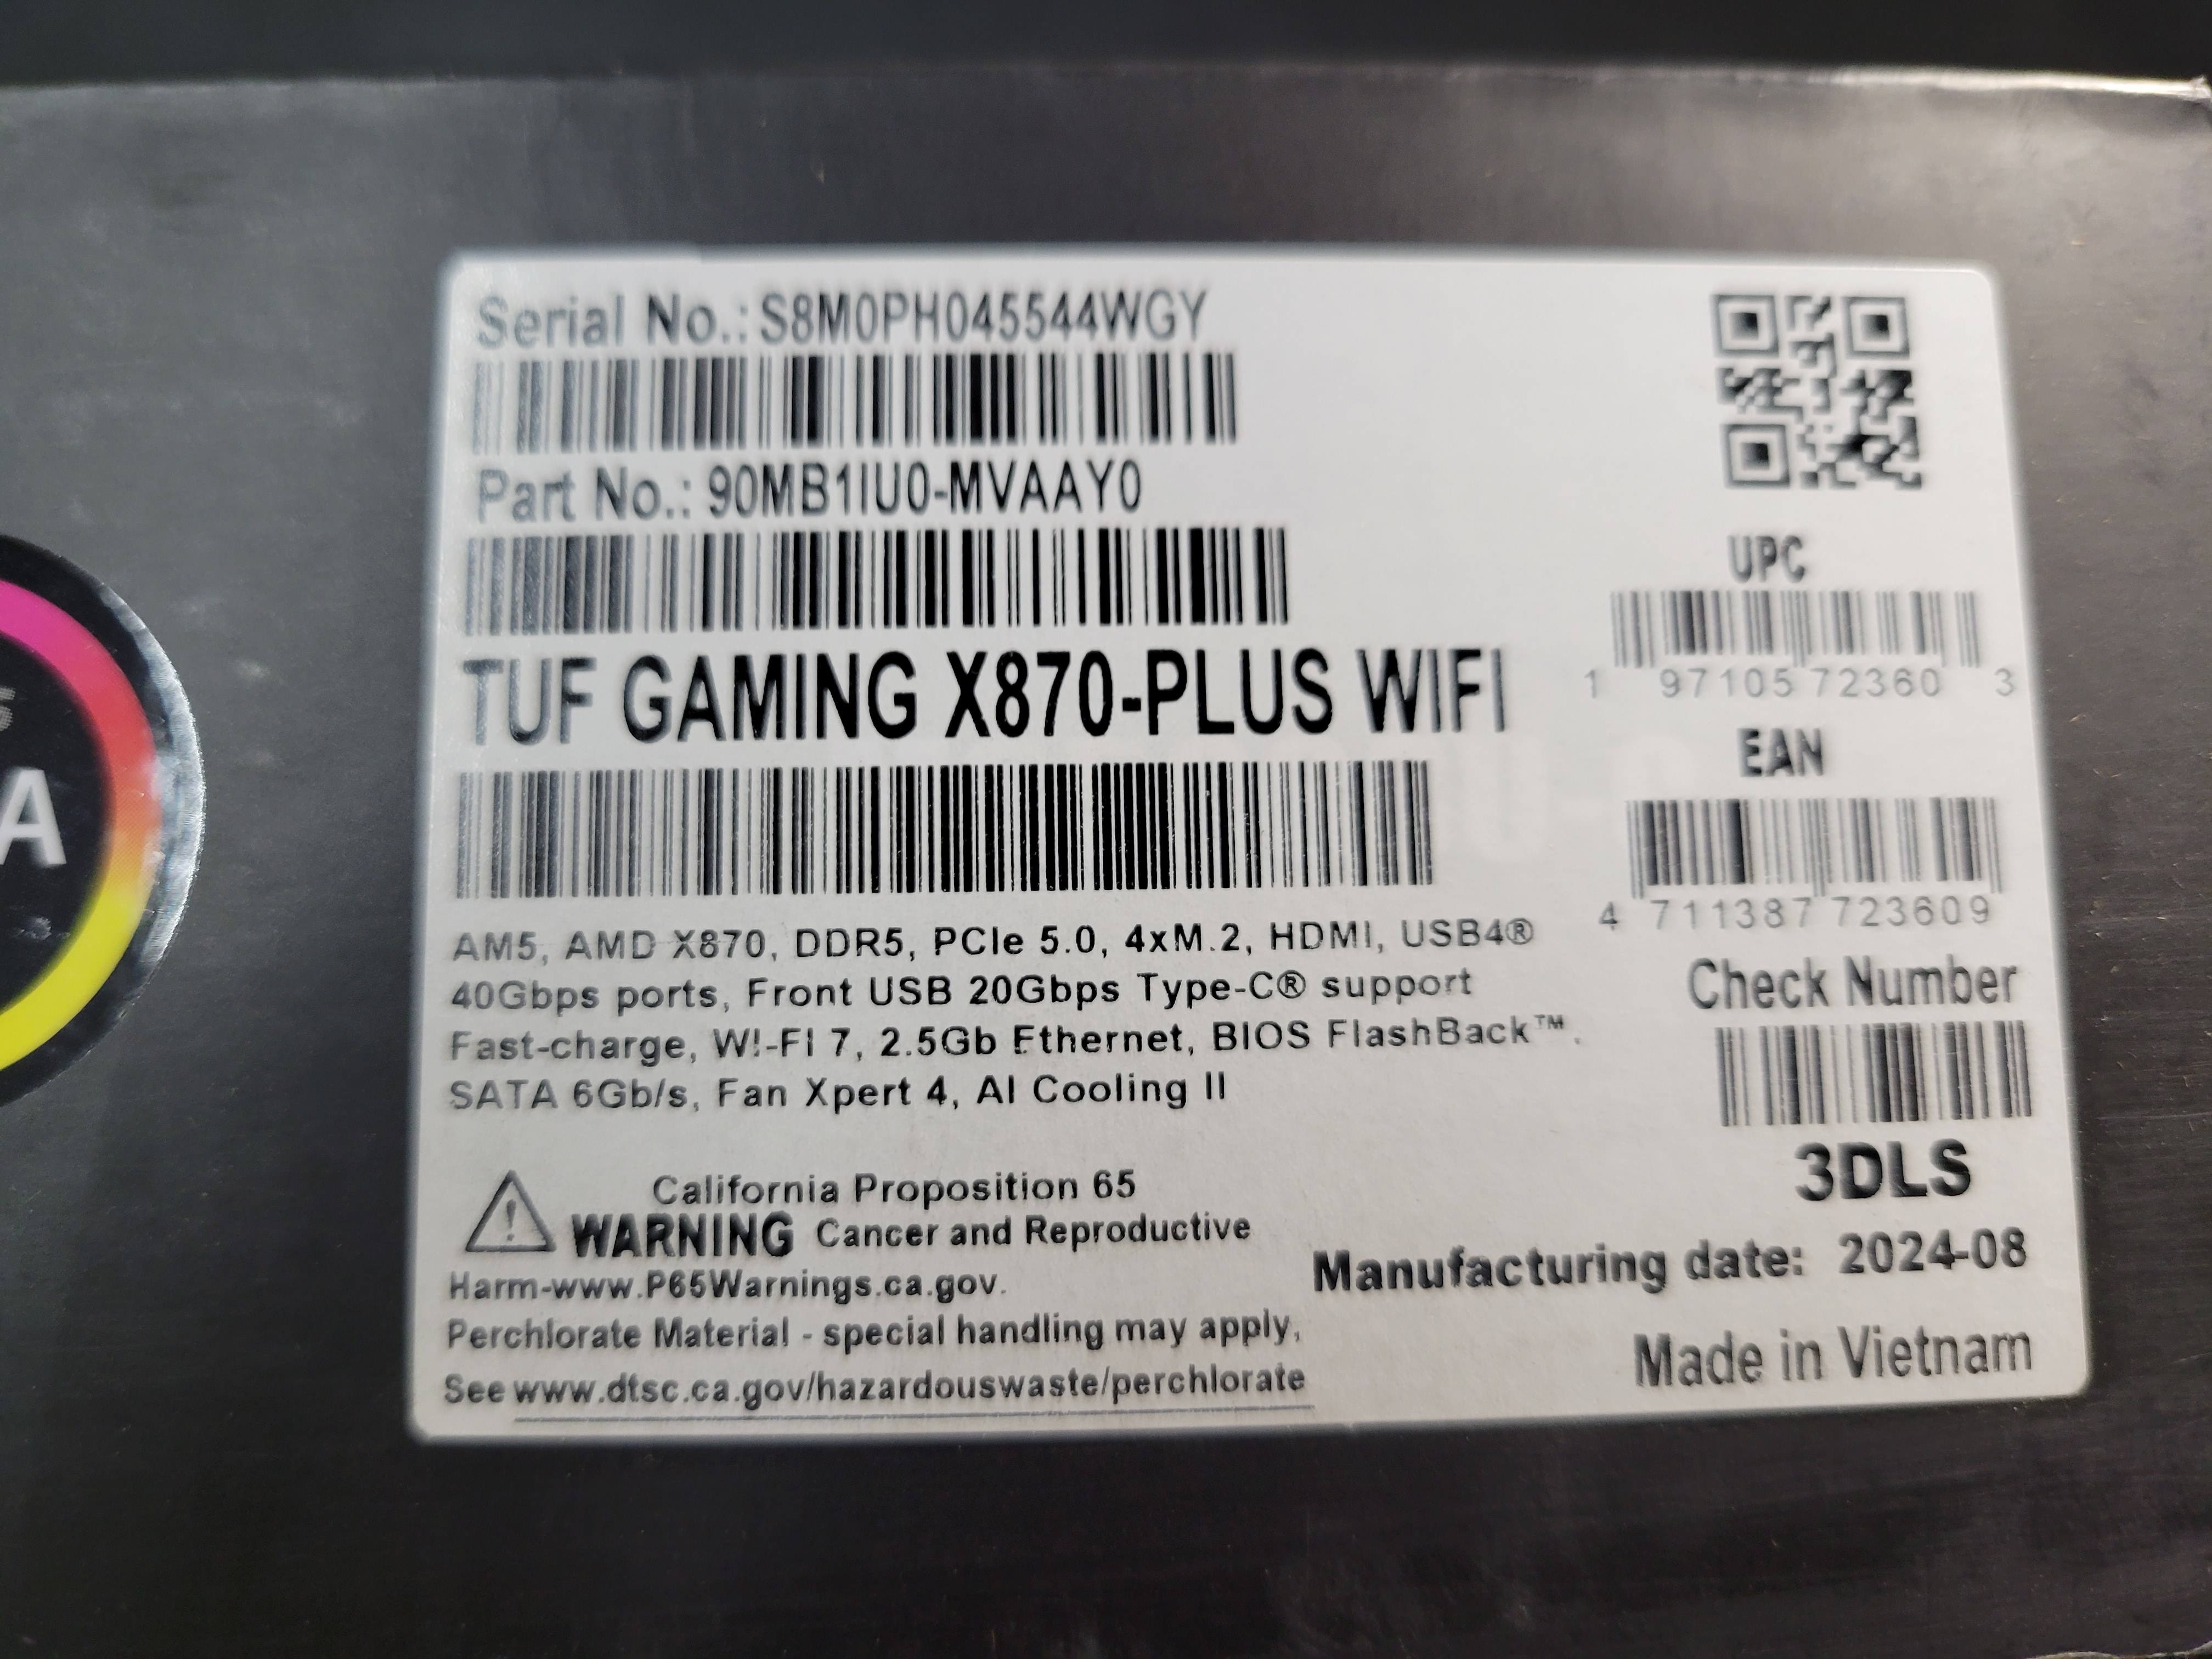 Serial No.: S8M0PH045544WGY
Part No.: 90MB1IU0-MVAAY0
TUF GAMING X870-PLUS WIFI
AM5, AMD X870, DDR5, PCIe 5.0, 4xM.2, HDMI, USB4®
40Gbps ports, Front USB 20Gbps Type-C® support
Fast-charge, WI-FI 7, 2.5Gb Ethernet, BIOS FlashBack™,
SATA 6Gb/s, Fan Xpert 4, AI Cooling II
California Proposition 65
WARNING Cancer and Reproductive
Harm-www.P65Warnings.ca.gov.
Perchlorate Material - special handling may apply,
See www.dtsc.ca.gov/hazardouswaste/perchlorate
UPC
1 97105 72360 3
EAN
4 711387 723609
Check Number
3DLS
Manufacturing date: 2024-08
Made in Vietnam